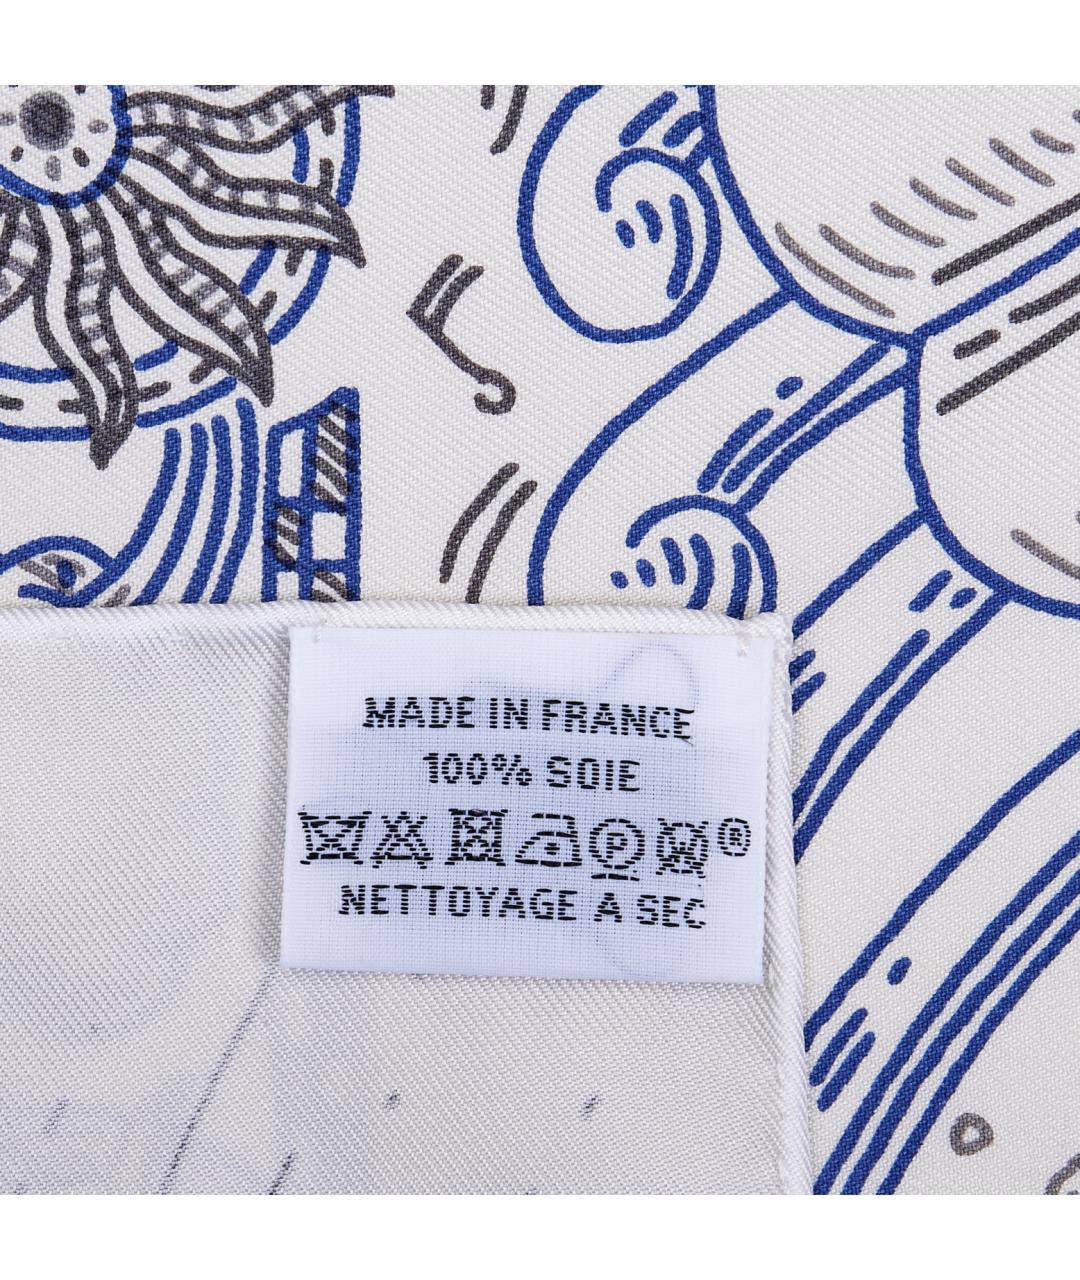 MADE IN FRANCE
100% SOIE
P ®
NETTOYAGE A SEC